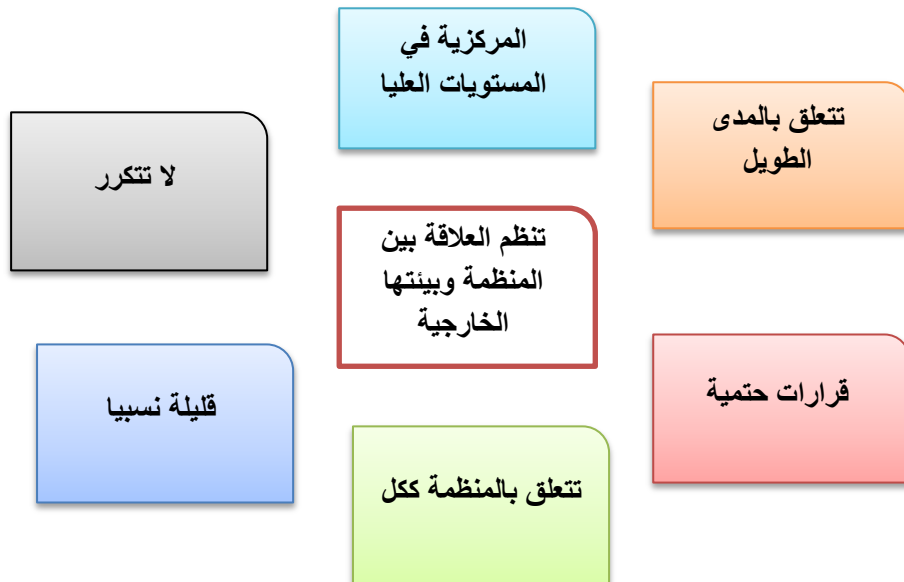 المركزية في
المستويات العليا
تتعلق بالمدى
الطويل
لا تتكرر
تنظم العلاقة بين
المنظمة وبيئتها
الخارجية
قرارات حتمية
قليلة نسبيا
تتعلق بالمنظمة ككل